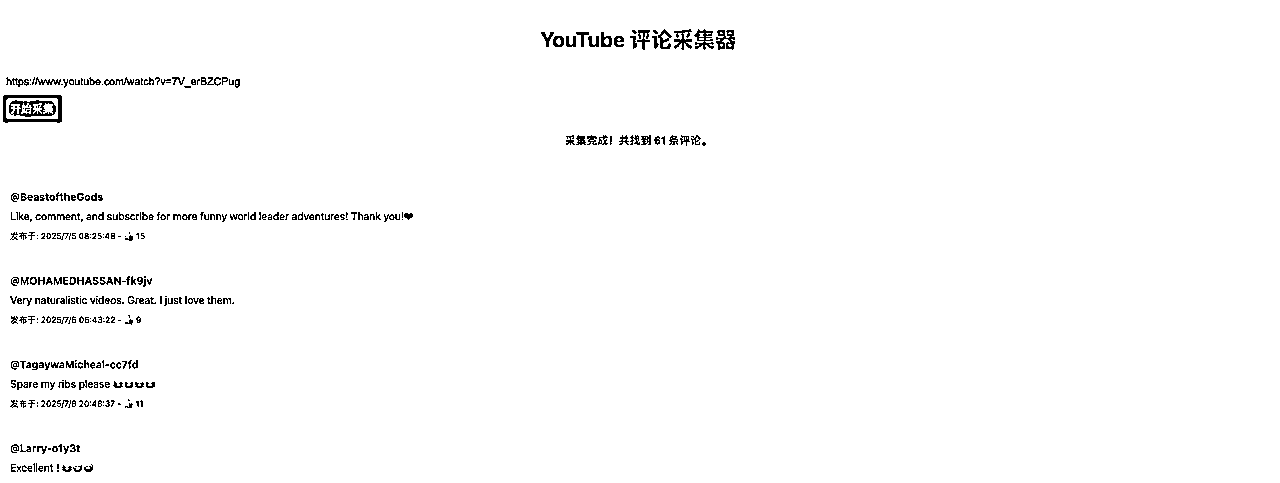 YouTube 评论采集器
https://www.youtube.com/watch?v=7V_erBZCPug
开始采集
采集完成！共找到 61 条评论。
@BeastoftheGods
Like, comment, and subscribe for more funny world leader adventures! Thank you!❤
发布于: 2025/7/5 08:25:48 - 👍 15
@MOHAMEDHASSAN-fk9jv
Very naturalistic videos. Great. I just love them.
发布于: 2025/7/6 06:43:22 - 👍 9
@TagaywaMicheal-cc7fd
Spare my ribs please
发布于: 2025/7/6 20:46:37 - 👍 11
@Larry-o1y3t
Excellent !